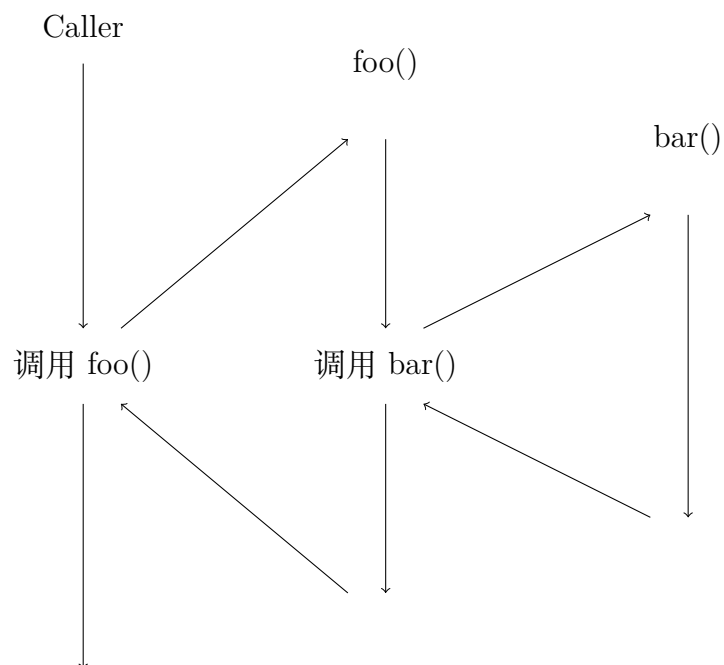 Caller
foo()
bar()
调用 foo()
调用 bar()